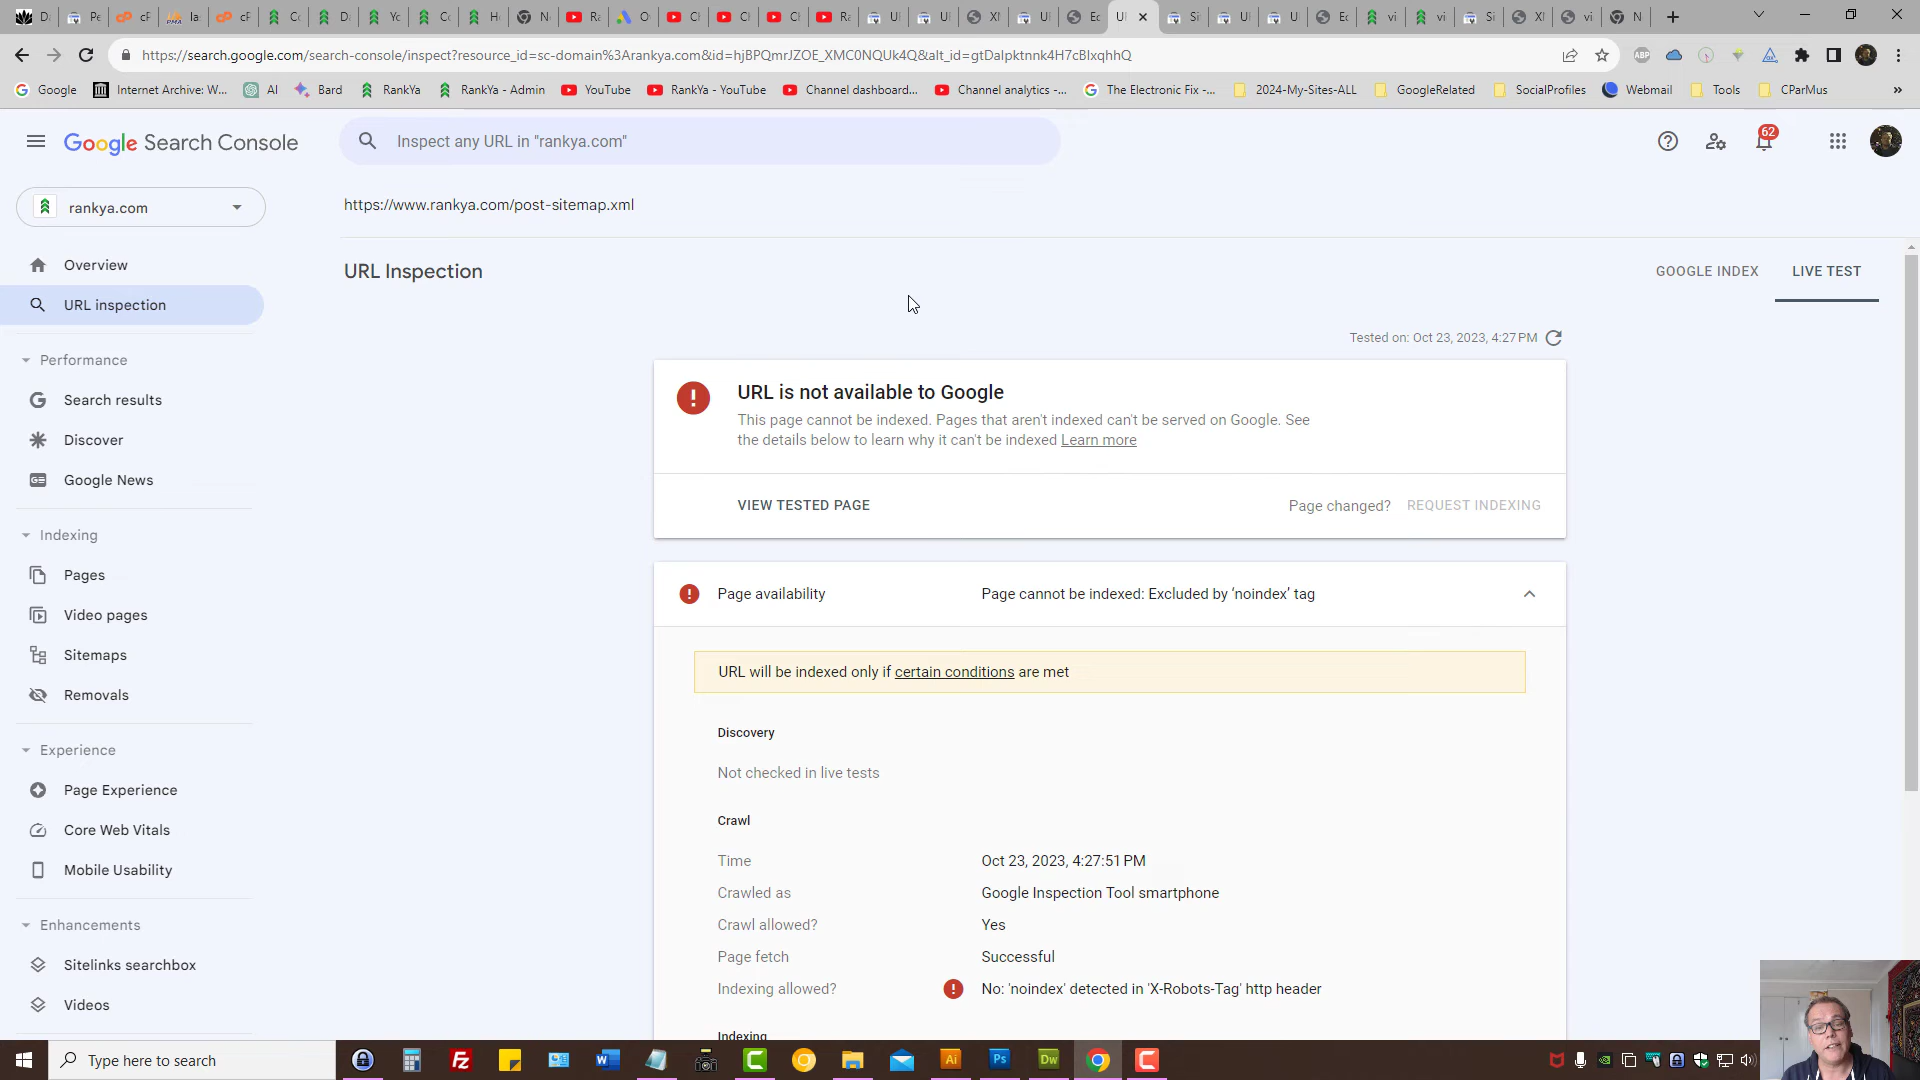 https://search.google.com/search-console/inspect?resource_id=sc-domain%3Arankya.com&id=hjBPQmrJZOE_XMC0NQUk4Q&alt_id=gtDalpktnnk4H7cBlxqhhQ
Google
Internet Archive: W...
AI
Bard
RankYa
RankYa - Admin
YouTube
RankYa - YouTube
Channel dashboard...
Channel analytics -...
The Electronic Fix -...
2024-My-Sites-ALL
GoogleRelated
SocialProfiles
Webmail
Tools
CParMus
Google Search Console
Inspect any URL in "rankya.com"
62
rankya.com
https://www.rankya.com/post-sitemap.xml
Overview
URL inspection
Performance
Search results
Discover
Google News
Indexing
Pages
Video pages
Sitemaps
Removals
Experience
Page Experience
Core Web Vitals
Mobile Usability
Enhancements
Sitelinks searchbox
Videos
URL Inspection
GOOGLE INDEX
LIVE TEST
Tested on: Oct 23, 2023, 4:27 PM
URL is not available to Google
This page cannot be indexed. Pages that aren't indexed can't be served on Google. See
the details below to learn why it can't be indexed Learn more
VIEW TESTED PAGE
Page changed?
REQUEST INDEXING
Page availability
Page cannot be indexed: Excluded by ‘noindex’ tag
URL will be indexed only if certain conditions are met
Discovery
Not checked in live tests
Crawl
Time
Oct 23, 2023, 4:27:51 PM
Crawled as
Google Inspection Tool smartphone
Crawl allowed?
Yes
Page fetch
Successful
Indexing allowed?
No: 'noindex' detected in 'X-Robots-Tag' http header
Indexing
Type here to search